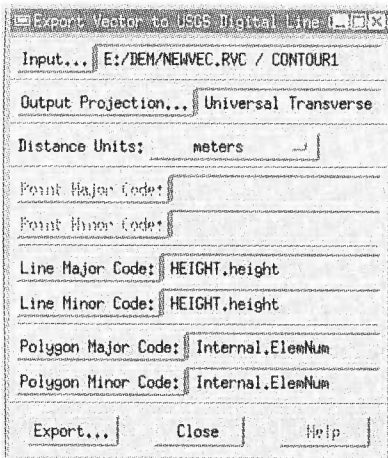 Export Vector to USGS Digital Line
Input... E:/DEM/NEWVEC.RVC / CONTOUR1
Output Projection... Universal Transverse
Distance Units: meters
Point Major Code:
Point Minor Code:
Line Major Code: HEIGHT.height
Line Minor Code: HEIGHT.height
Polygon Major Code: Internal.ElemNum
Polygon Minor Code: Internal.ElemNum
Export... Close Help